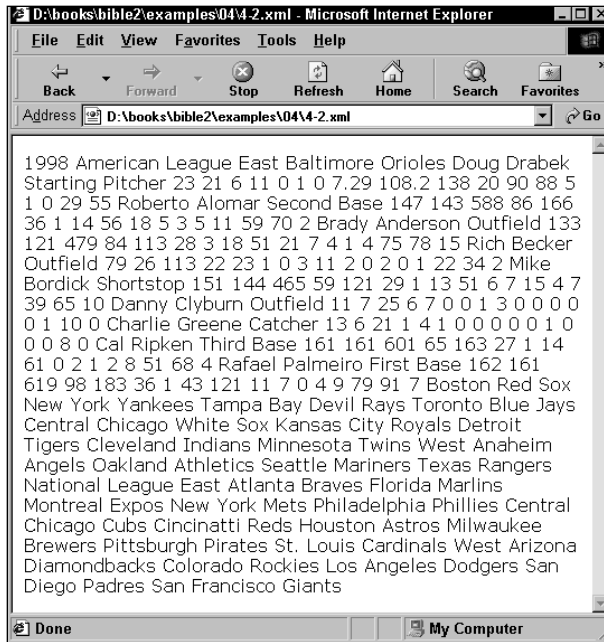 D:\books\bible2\examples\04\4-2.xml - Microsoft Internet Explorer
File Edit View Favorites Tools Help
Back Forward Stop Refresh Home Search Favorites »
Address D:\books\bible2\examples\04\4-2.xml Go
1998 American League East Baltimore Orioles Doug Drabek
Starting Pitcher 23 21 6 11 0 1 0 7.29 108.2 138 20 90 88 5
1 0 29 55 Roberto Alomar Second Base 147 143 588 86 166
36 1 14 56 18 5 3 5 11 59 70 2 Brady Anderson Outfield 133
121 479 84 113 28 3 18 51 21 7 4 1 4 75 78 15 Rich Becker
Outfield 79 26 113 22 23 1 0 3 11 2 0 2 0 1 22 34 2 Mike
Bordick Shortstop 151 144 465 59 121 29 1 13 51 6 7 15 4 7
39 65 10 Danny Clyburn Outfield 11 7 25 6 7 0 0 1 3 0 0 0 0
0 1 10 0 Charlie Greene Catcher 13 6 21 1 4 1 0 0 0 0 0 1 0
0 0 8 0 Cal Ripken Third Base 161 161 601 65 163 27 1 14
61 0 2 1 2 8 51 68 4 Rafael Palmeiro First Base 162 161
619 98 183 36 1 43 121 11 7 0 4 9 79 91 7 Boston Red Sox
New York Yankees Tampa Bay Devil Rays Toronto Blue Jays
Central Chicago White Sox Kansas City Royals Detroit
Tigers Cleveland Indians Minnesota Twins West Anaheim
Angels Oakland Athletics Seattle Mariners Texas Rangers
National League East Atlanta Braves Florida Marlins
Montreal Expos New York Mets Philadelphia Phillies Central
Chicago Cubs Cincinatti Reds Houston Astros Milwaukee
Brewers Pittsburgh Pirates St. Louis Cardinals West Arizona
Diamondbacks Colorado Rockies Los Angeles Dodgers San
Diego Padres San Francisco Giants
Done My Computer